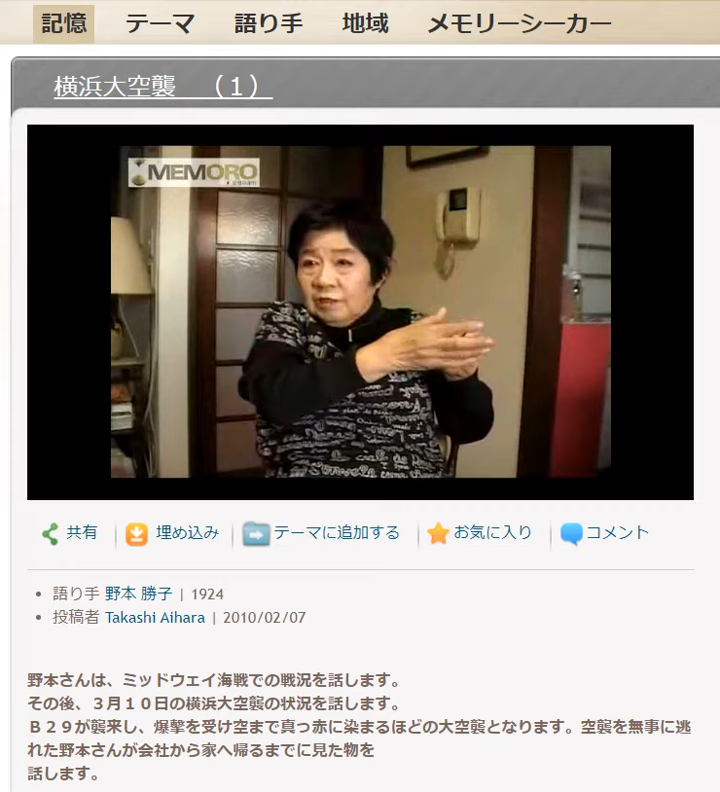 記憶 テーマ 語り手 地域 メモリーシーカー
横浜大空襲 （１）
MEMORO
共有 埋め込み テーマに追加する お気に入り コメント
語り手 野本 勝子 | 1924
投稿者 Takashi Aihara | 2010/02/07
野本さんは、ミッドウェイ海戦での戦況を話します。
その後、３月１０日の横浜大空襲の状況を話します。
Ｂ２９が襲来し、爆撃を受け空まで真っ赤に染まるほどの大空襲となります。空襲を無事に逃
れた野本さんが会社から家へ帰るまでに見た物を
話します。